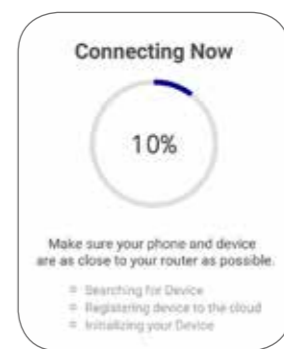 Connecting Now
10%
Make sure your phone and device
are as close to your router as possible.
Searching for Device
Registering device to the cloud
Initializing your Device